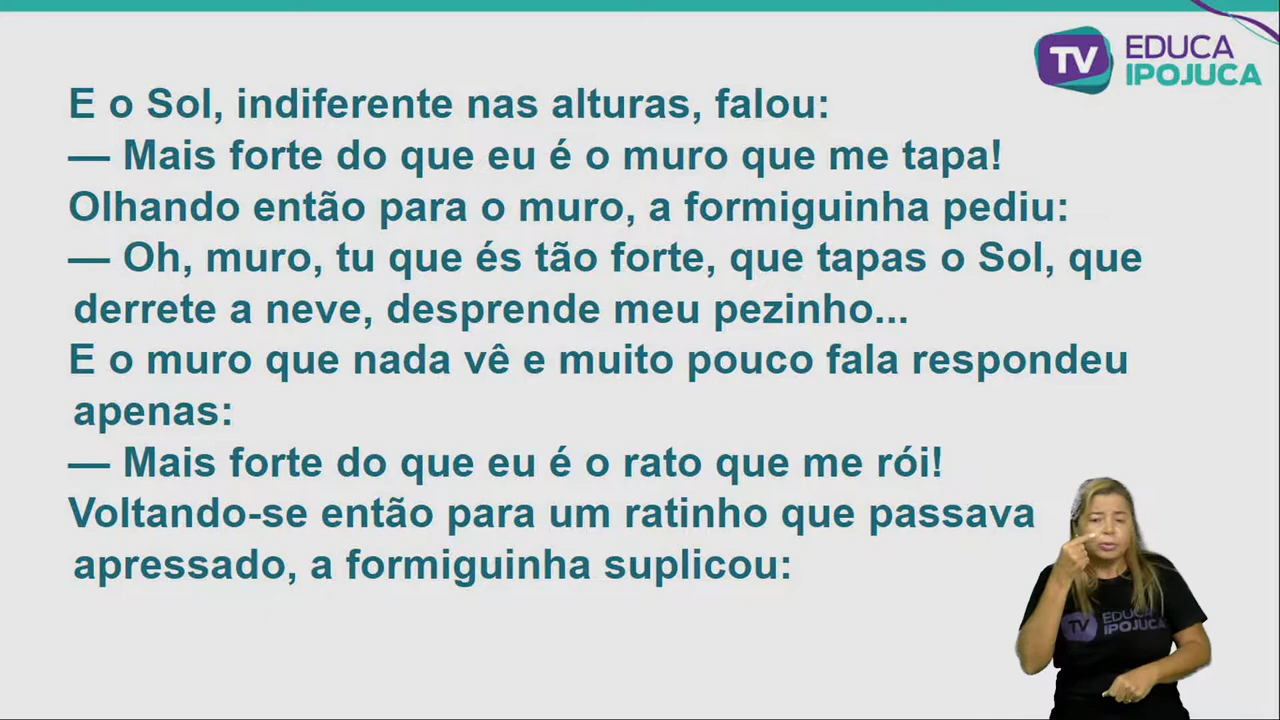 TV EDUCA
IPOJUCA
E o Sol, indiferente nas alturas, falou:
— Mais forte do que eu é o muro que me tapa!
Olhando então para o muro, a formiguinha pediu:
— Oh, muro, tu que és tão forte, que tapas o Sol, que
derrete a neve, desprende meu pezinho...
E o muro que nada vê e muito pouco fala respondeu
apenas:
— Mais forte do que eu é o rato que me rói!
Voltando-se então para um ratinho que passava
apressado, a formiguinha suplicou:
TV EDUCA
IPOJUCA